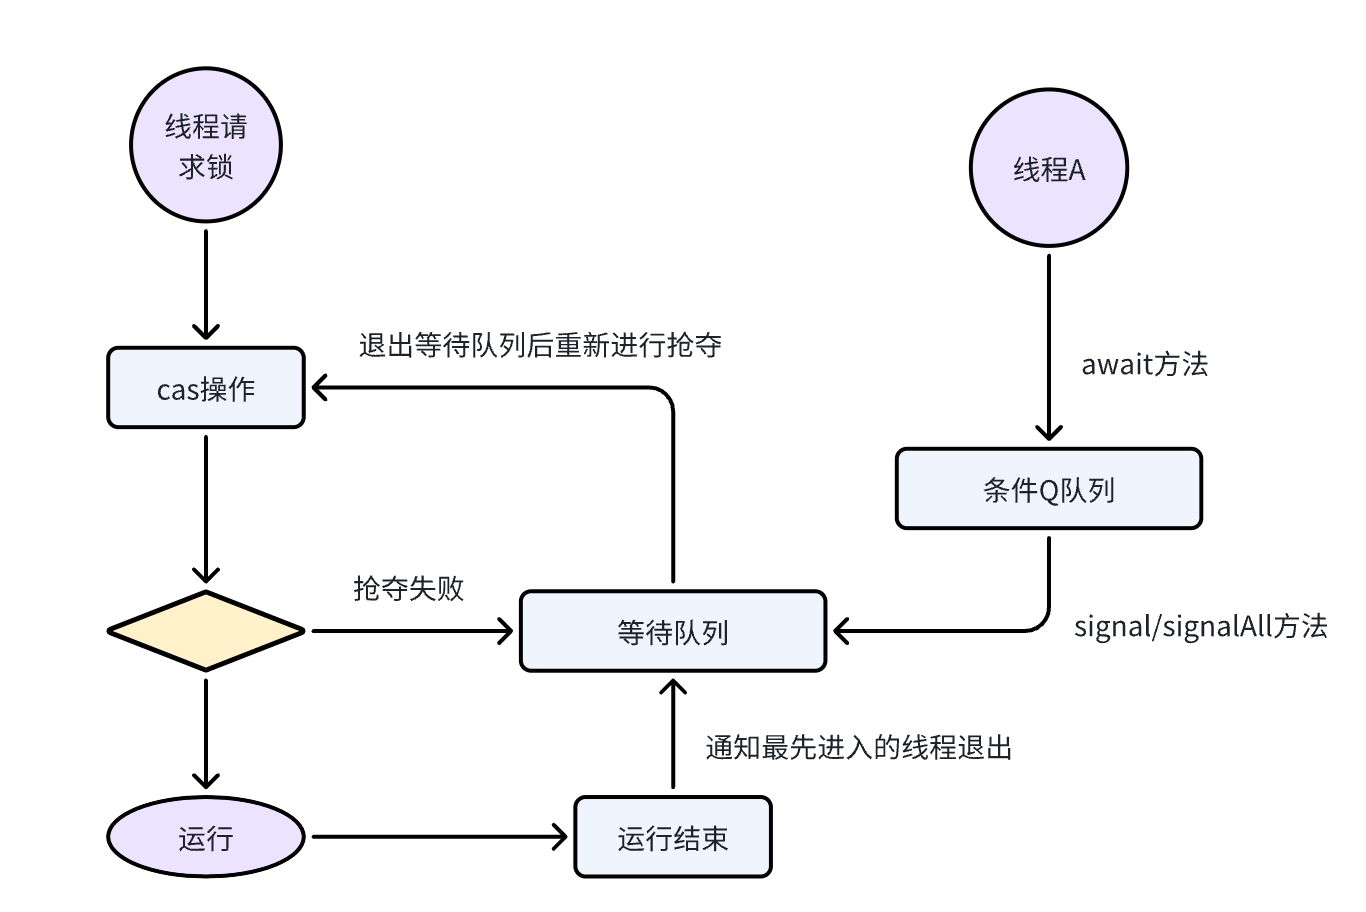 线程请
求锁
线程A
退出等待队列后重新进行抢夺
await方法
cas操作
条件Q队列
抢夺失败
等待队列
signal/signalAll方法
通知最先进入的线程退出
运行
运行结束